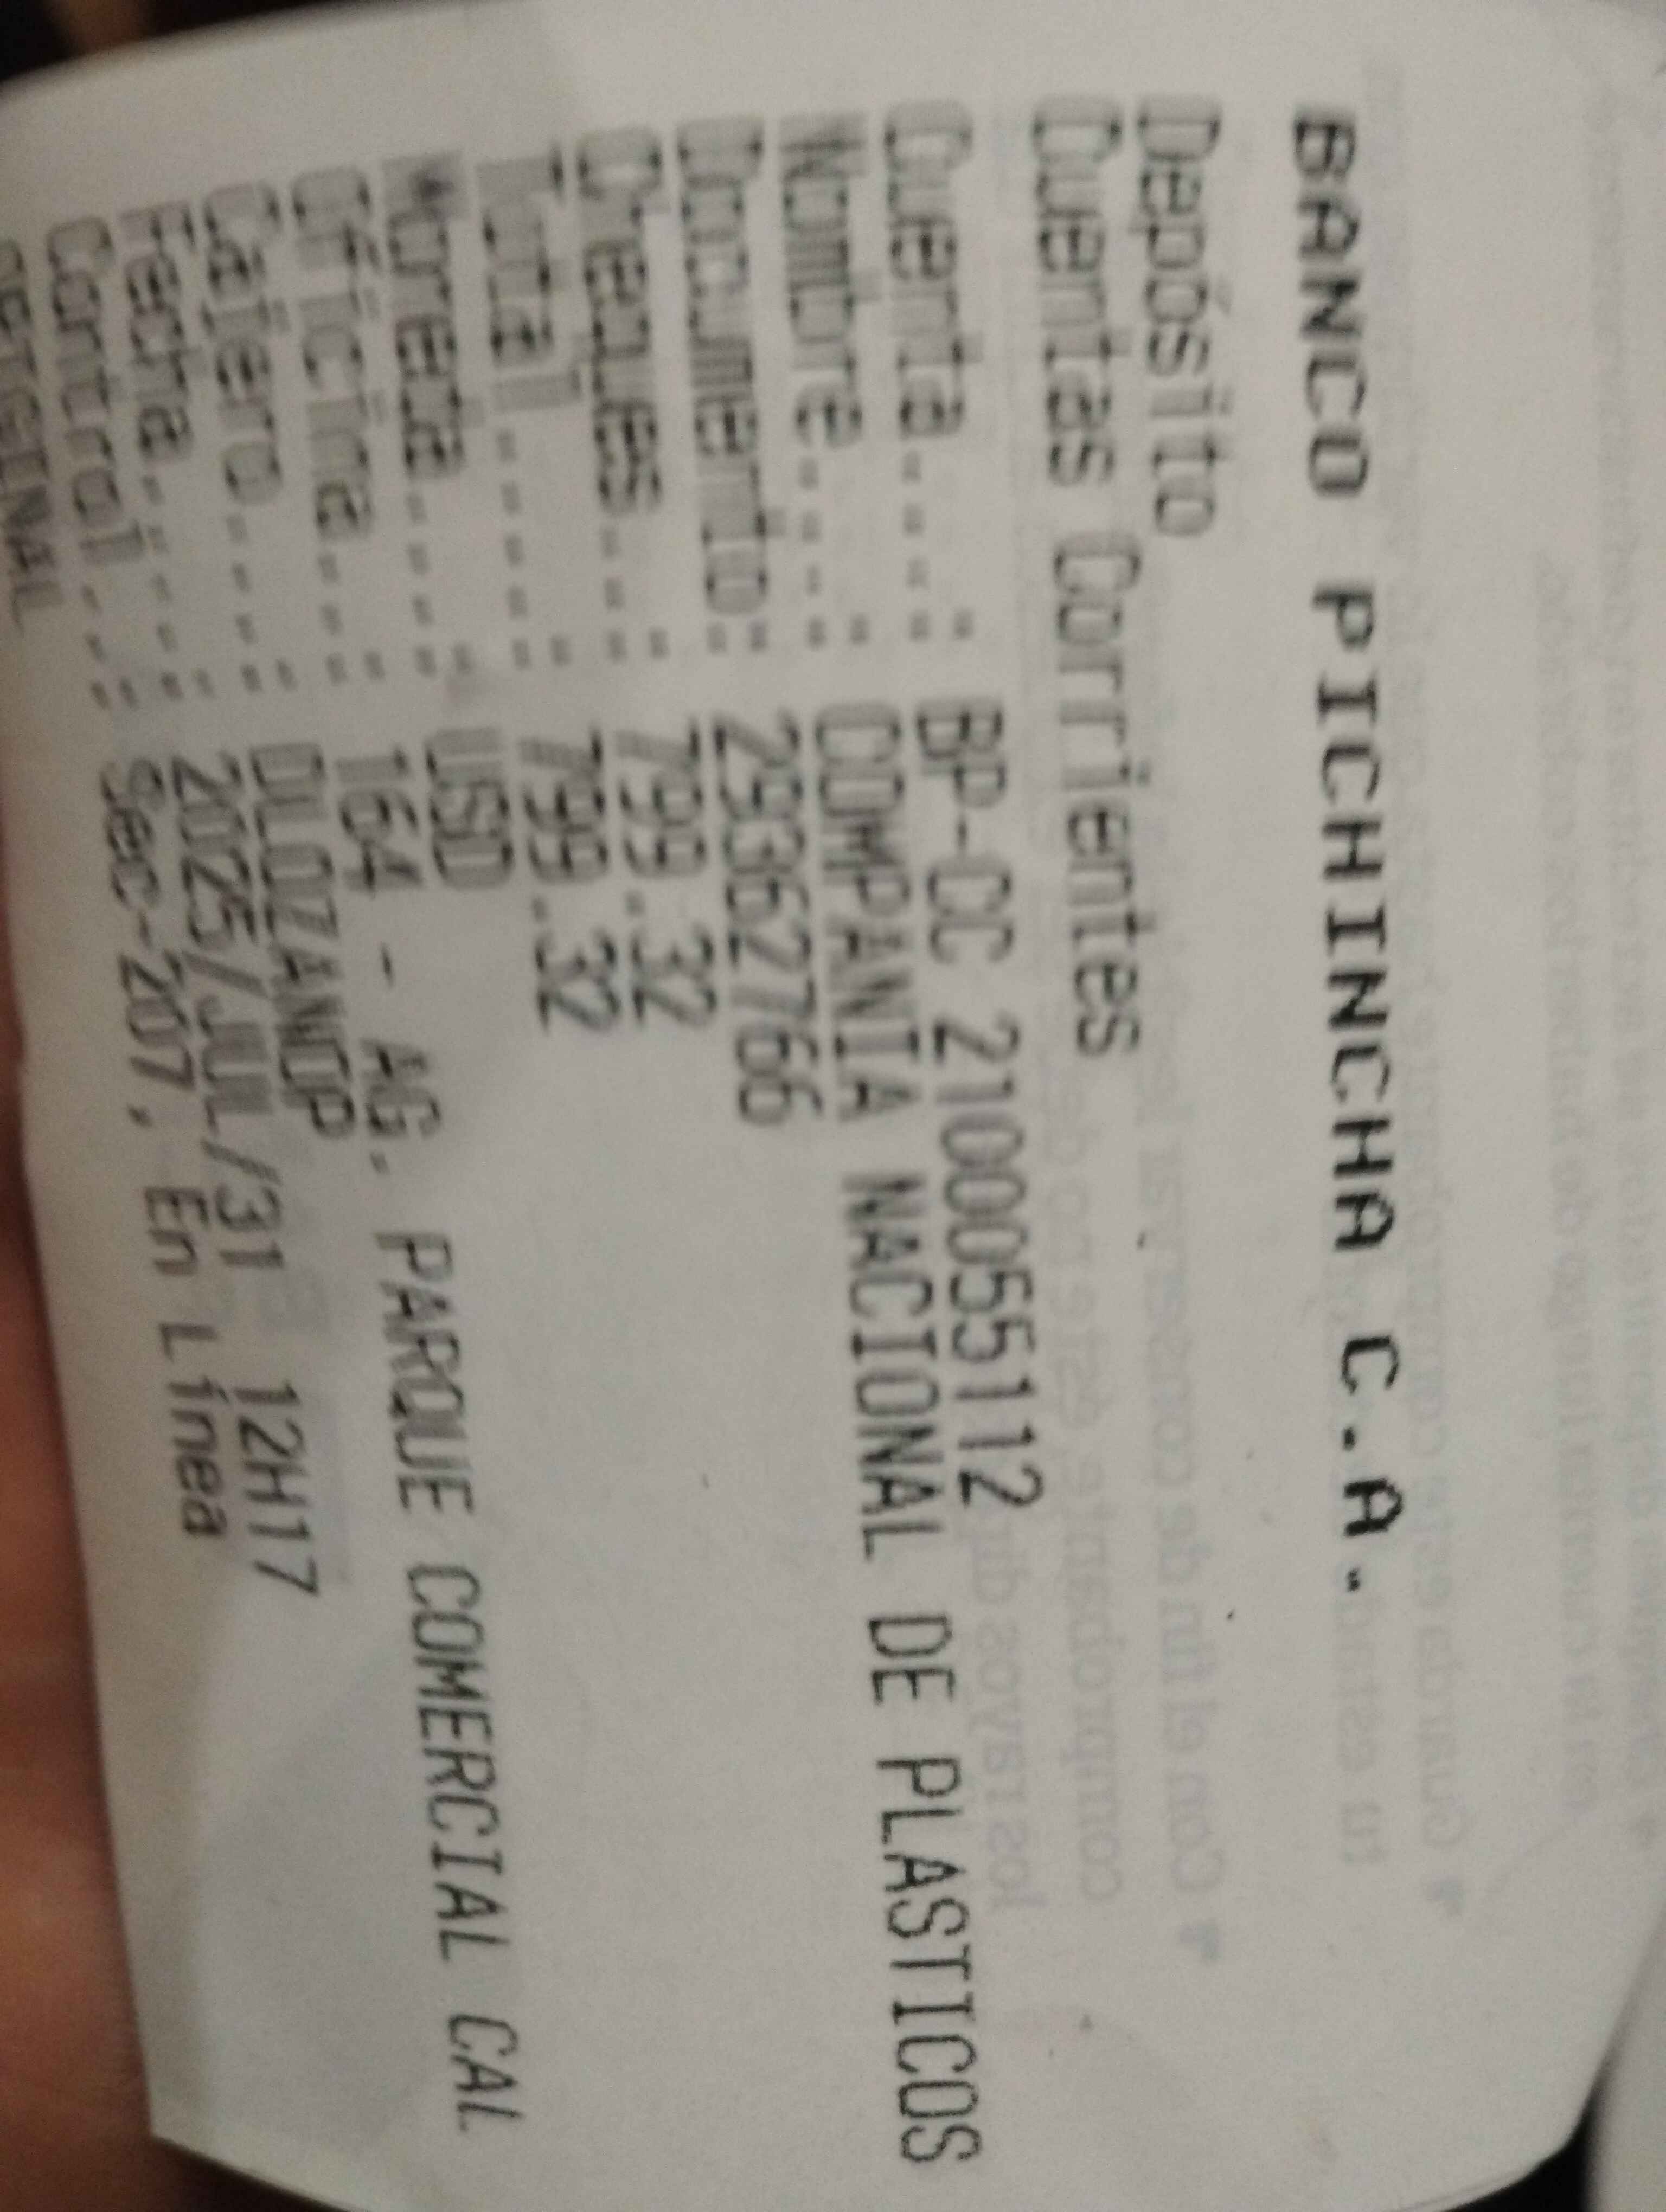 BANCO PICHINCHA C.A.
Depósito
Cuentas Corrientes
Cuenta...: BP-CC 2100055112
Nombre....: COMPANIA NACIONAL DE PLASTICOS
Documento.: 293627766
Cheques...: 799.32
Total.....: 799.32
Moneda....: USD
Oficina...: 164 - AG. PARQUE COMERCIAL CAL
Cajero....: DLOZANOP
Fecha.....: 2025/JUL/31 12H17
Control...: Sec-207, En Línea
ORIGINAL